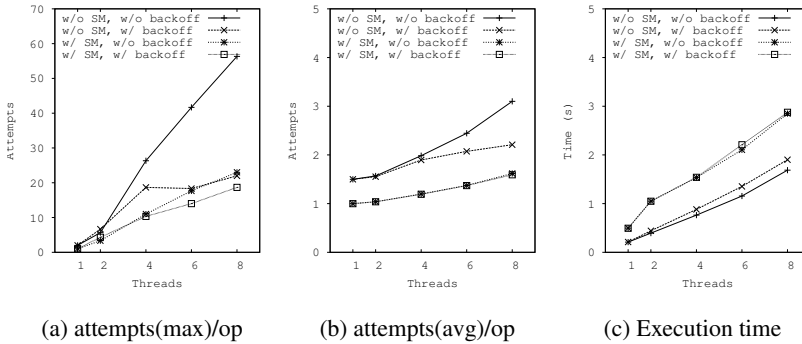 70
60
50
40
30
20
10
0
Attempts
w/o SM, w/o backoff
w/o SM, w/ backoff
w/ SM, w/o backoff
w/ SM, w/ backoff
1 2 4 6 8
Threads
(a) attempts(max)/op
5
4
3
2
1
0
Attempts
w/o SM, w/o backoff
w/o SM, w/ backoff
w/ SM, w/o backoff
w/ SM, w/ backoff
1 2 4 6 8
Threads
(b) attempts(avg)/op
5
4
3
2
1
0
Time (s)
w/o SM, w/o backoff
w/o SM, w/ backoff
w/ SM, w/o backoff
w/ SM, w/ backoff
1 2 4 6 8
Threads
(c) Execution time